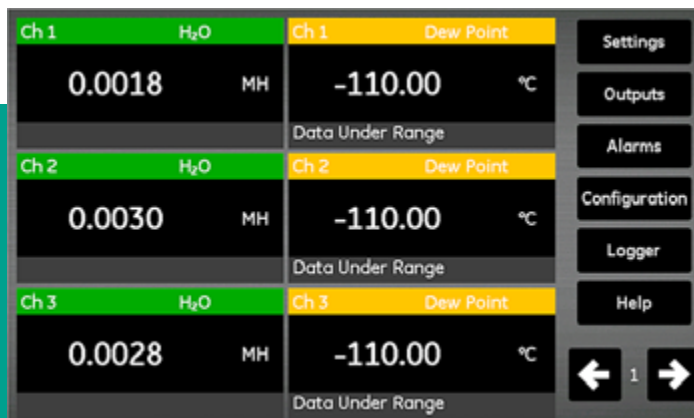 Ch 1 H₂O Ch 1 Dew Point
0.0018 MH -110.00 °C
Data Under Range
Ch 2 H₂O Ch 2 Dew Point
0.0030 MH -110.00 °C
Data Under Range
Ch 3 H₂O Ch 3 Dew Point
0.0028 MH -110.00 °C
Data Under Range
Settings
Outputs
Alarms
Configuration
Logger
Help
1